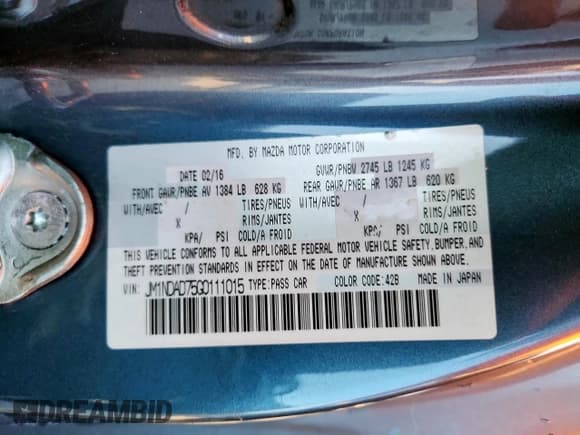 MFD. BY MAZDA MOTOR CORPORATION
DATE 02/16 GVWR/PNBV 2745 LB 1245 KG
FRONT GAWR/PNBE AV 1384 LB 628 KG REAR GAWR/PNBE AR 1367 LB 620 KG
WITH/AVEC / TIRES/PNEUS WITH/AVEC TIRES/PNEUS
X RIMS/JANTES X RIMS/JANTES
KPA/ PSI COLD/A FROID KPA/ PSI COLD/A FROID
THIS VEHICLE CONFORMS TO ALL APPLICABLE FEDERAL MOTOR VEHICLE SAFETY, BUMPER, AND
THEFT PREVENTION STANDARDS IN EFFECT ON THE DATE OF MANUFACTURE SHOWN ABOVE.
VIN: JM1NDAD75G0111015 TYPE:PASS CAR COLOR CODE:42B MADE IN JAPAN
DREAMBID